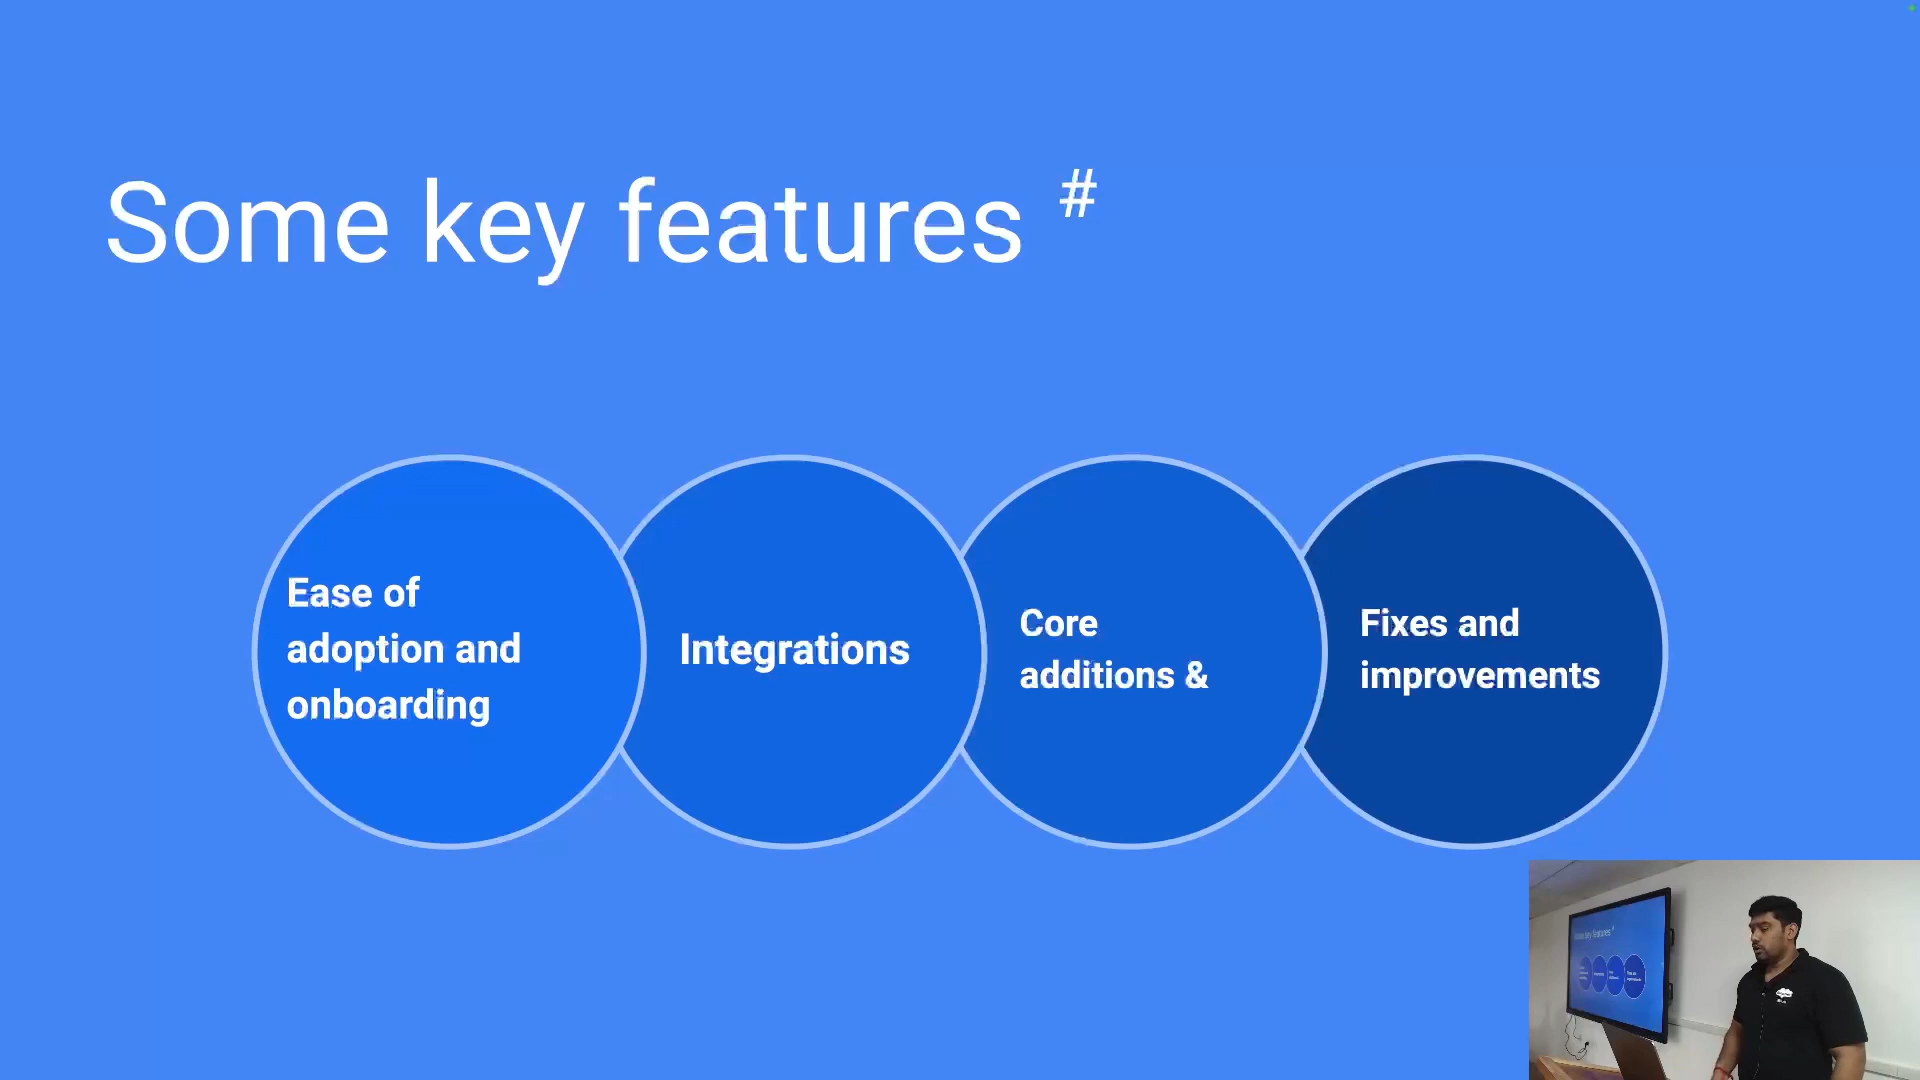 Some key features #
Ease of
adoption and
onboarding
Integrations
Core
additions &
Fixes and
improvements